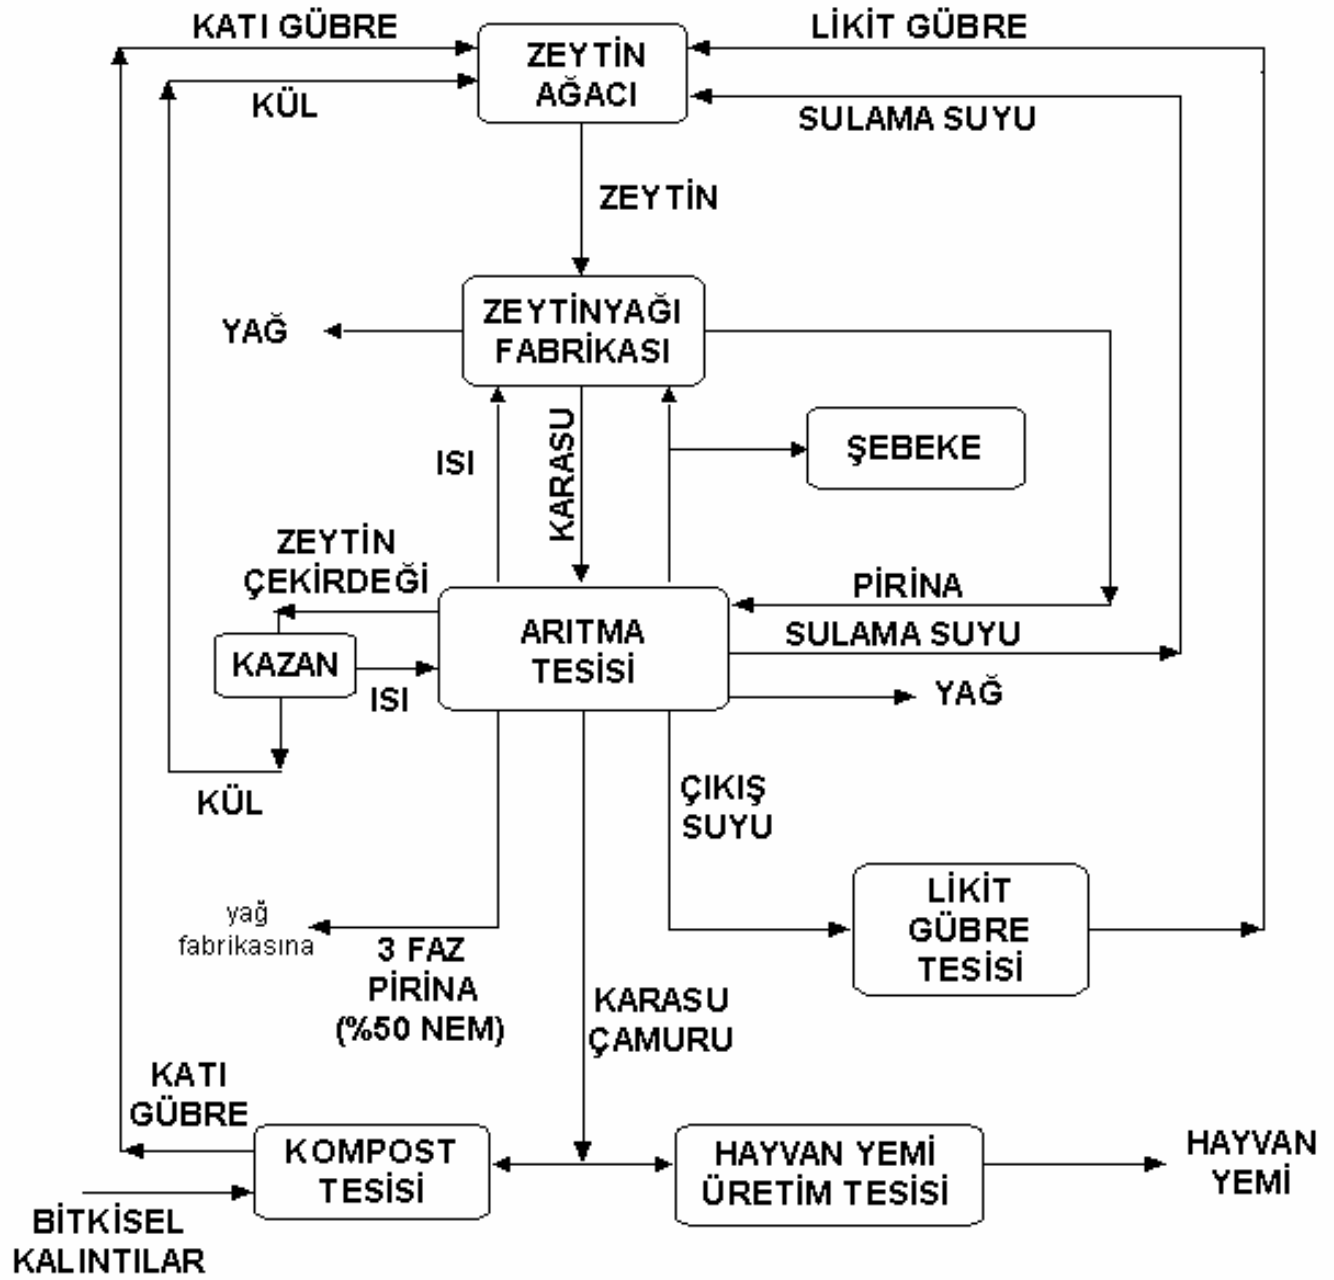 KATI GÜBRE
LİKİT GÜBRE
ZEYTİN
AĞACI
KÜL
SULAMA SUYU
ZEYTİN
ZEYTİNYAĞI
FABRİKASI
YAĞ
KARASU
ISI
ŞEBEKE
ZEYTİN
ÇEKİRDEĞİ
PİRİNA
ARITMA
TESİSİ
SULAMA SUYU
KAZAN
ISI
YAĞ
KÜL
ÇIKIŞ
SUYU
LİKİT
GÜBRE
TESİSİ
yağ
fabrikasına
3 FAZ
PİRİNA
(%50 NEM)
KARASU
ÇAMURU
KATI
GÜBRE
KOMPOST
TESİSİ
HAYVAN YEMİ
ÜRETİM TESİSİ
HAYVAN
YEMİ
BİTKİSEL
KALINTILAR